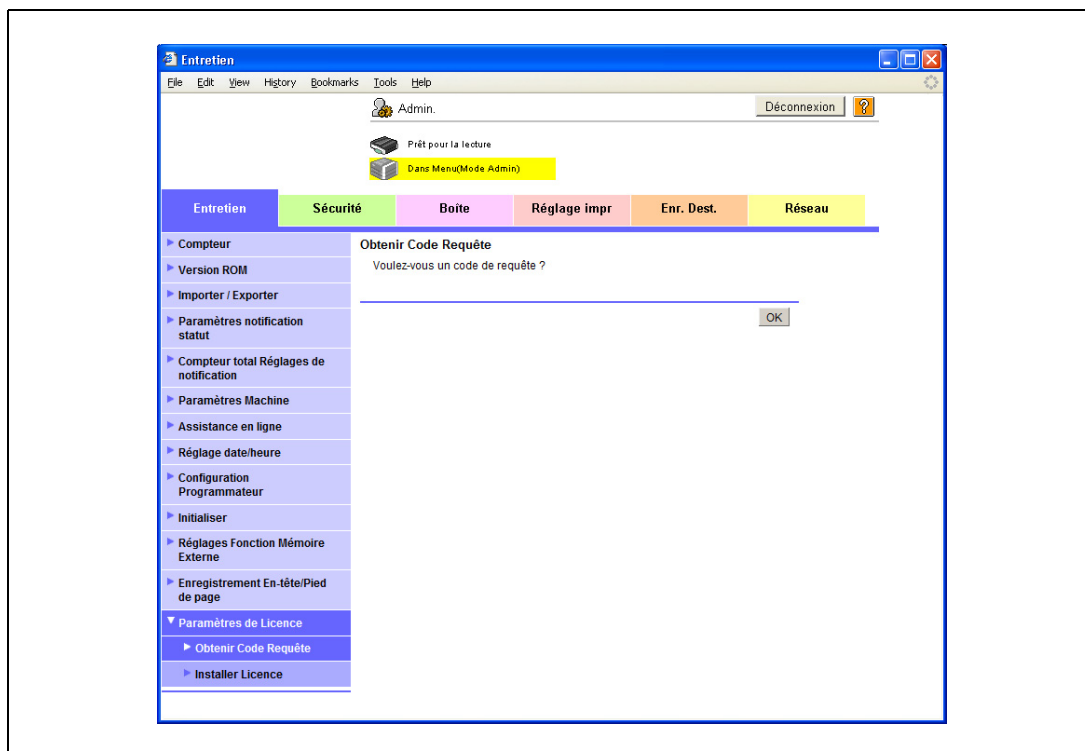 Entretien
File Edit View History Bookmarks Tools Help
Admin.
Déconnexion
?
Prêt pour la lecture
Dans Menu(Mode Admin)
Entretien Sécurité Boîte Réglage impr Enr. Dest. Réseau
Compteur
Version ROM
Importer / Exporter
Paramètres notification
statut
Compteur total Réglages de
notification
Paramètres Machine
Assistance en ligne
Réglage date/heure
Configuration
Programmateur
Initialiser
Réglages Fonction Mémoire
Externe
Enregistrement En-tête/Pied
de page
Paramètres de Licence
Obtenir Code Requête
Installer Licence
Obtenir Code Requête
Voulez-vous un code de requête ?
OK